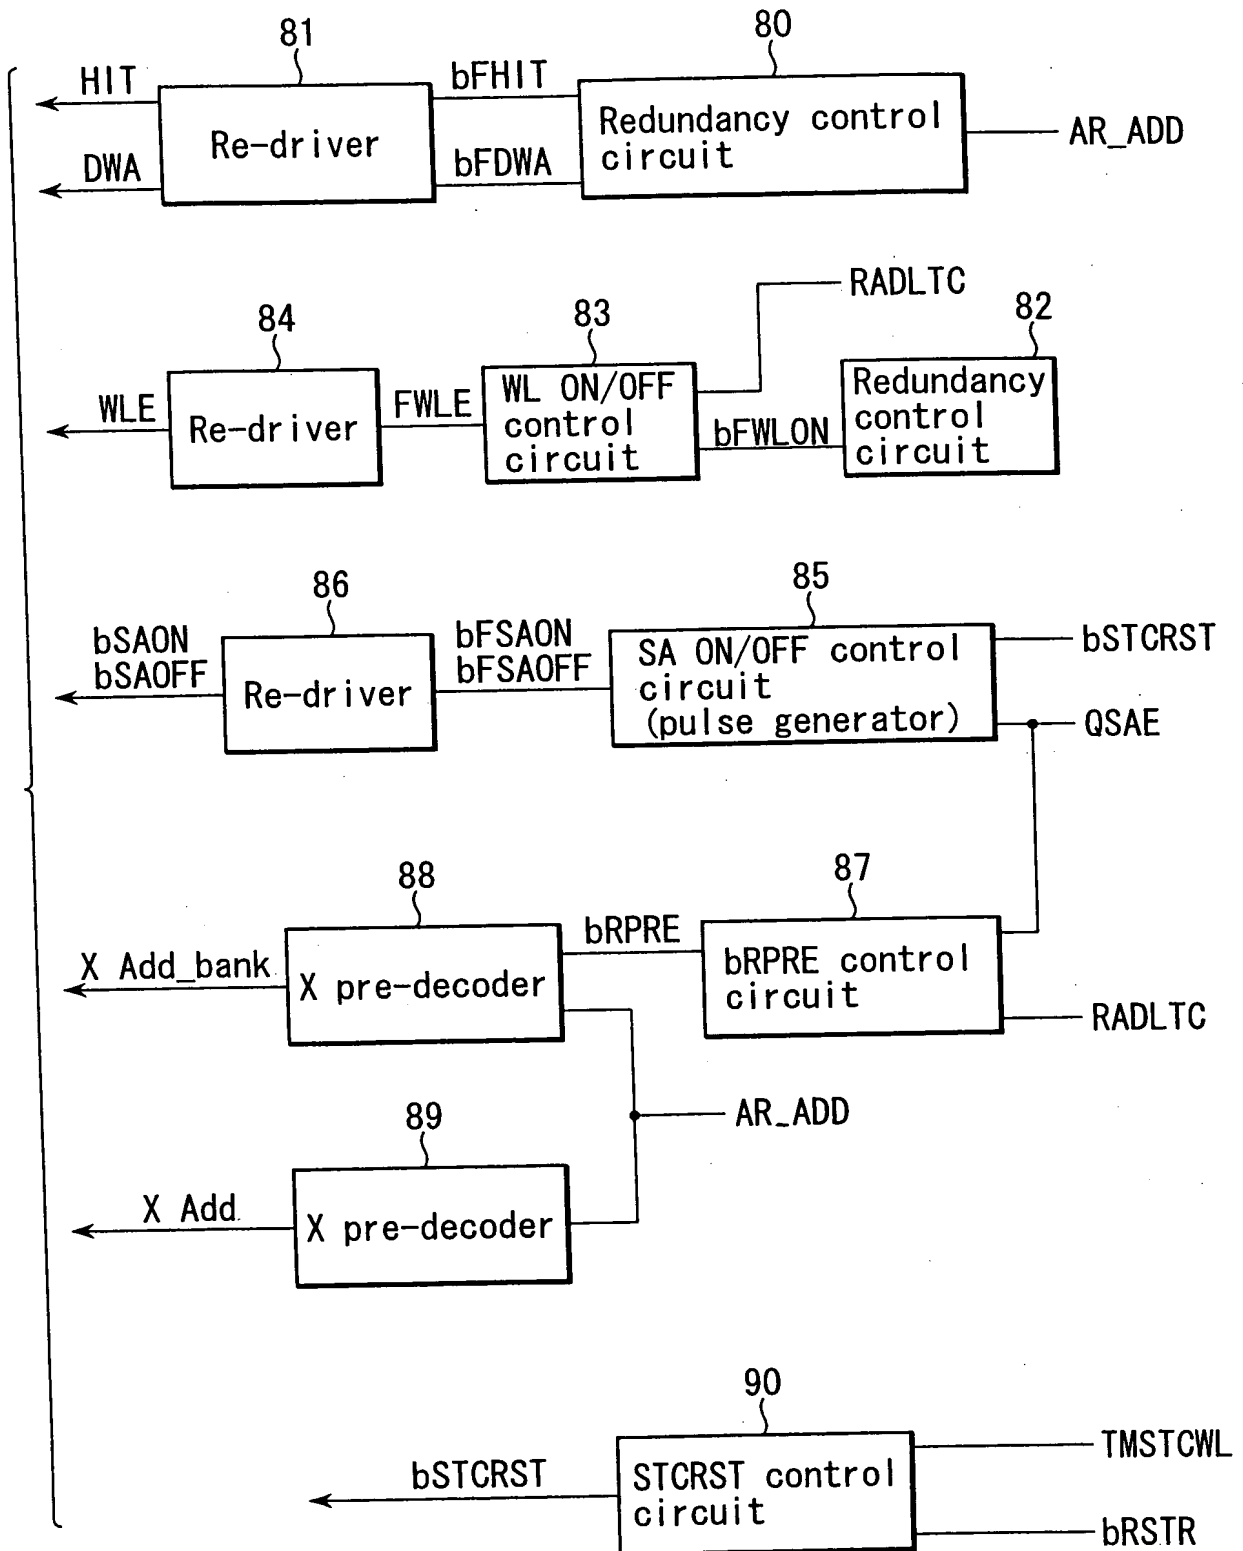 81
80
HIT
bFHIT
Re-driver
Redundancy control
circuit
AR_ADD
DWA
bFDWA
RADLTC
84
83
82
WLE
Re-driver
FWLE
WL ON/OFF
control
circuit
bFWLON
Redundancy
control
circuit
86
85
bSAON
bSAOFF
Re-driver
bFSAON
bFSAOFF
SA ON/OFF control
circuit
(pulse generator)
bSTCRST
QSAE
88
87
X Add_bank
X pre-decoder
bRPRE
bRPRE control
circuit
RADLTC
AR_ADD
89
X Add
X pre-decoder
90
bSTCRST
STCRST control
circuit
TMSTCWL
bRSTR